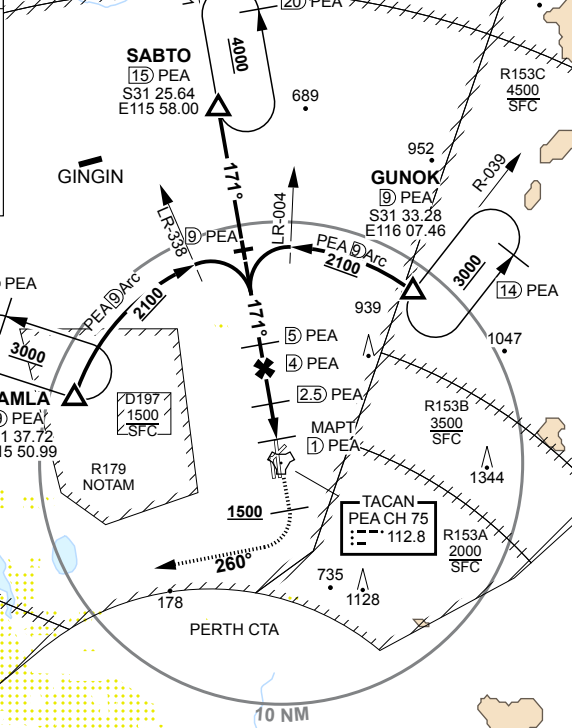 20 PEA
SABTO
15 PEA
S31 25.64
E115 58.00
4000
689
R153C
4500
SFC
952
GINGIN
171°
GUNOK
9 PEA
S31 33.28
E116 07.46
R-039
LR-338
9 PEA
LR-004
PEA 9 Arc
2100
3000
14 PEA
PEA
3000
PEA 9 Arc
2100
171°
939
5 PEA
4 PEA
2.5 PEA
1047
AMLA
PEA
1 37.72
15 50.99
D197
1500
SFC
R179
NOTAM
MAPT
1 PEA
R153B
3500
SFC
1344
1500
TACAN
PEA CH 75
112.8
R153A
2000
SFC
260°
178
735
1128
PERTH CTA
10 NM